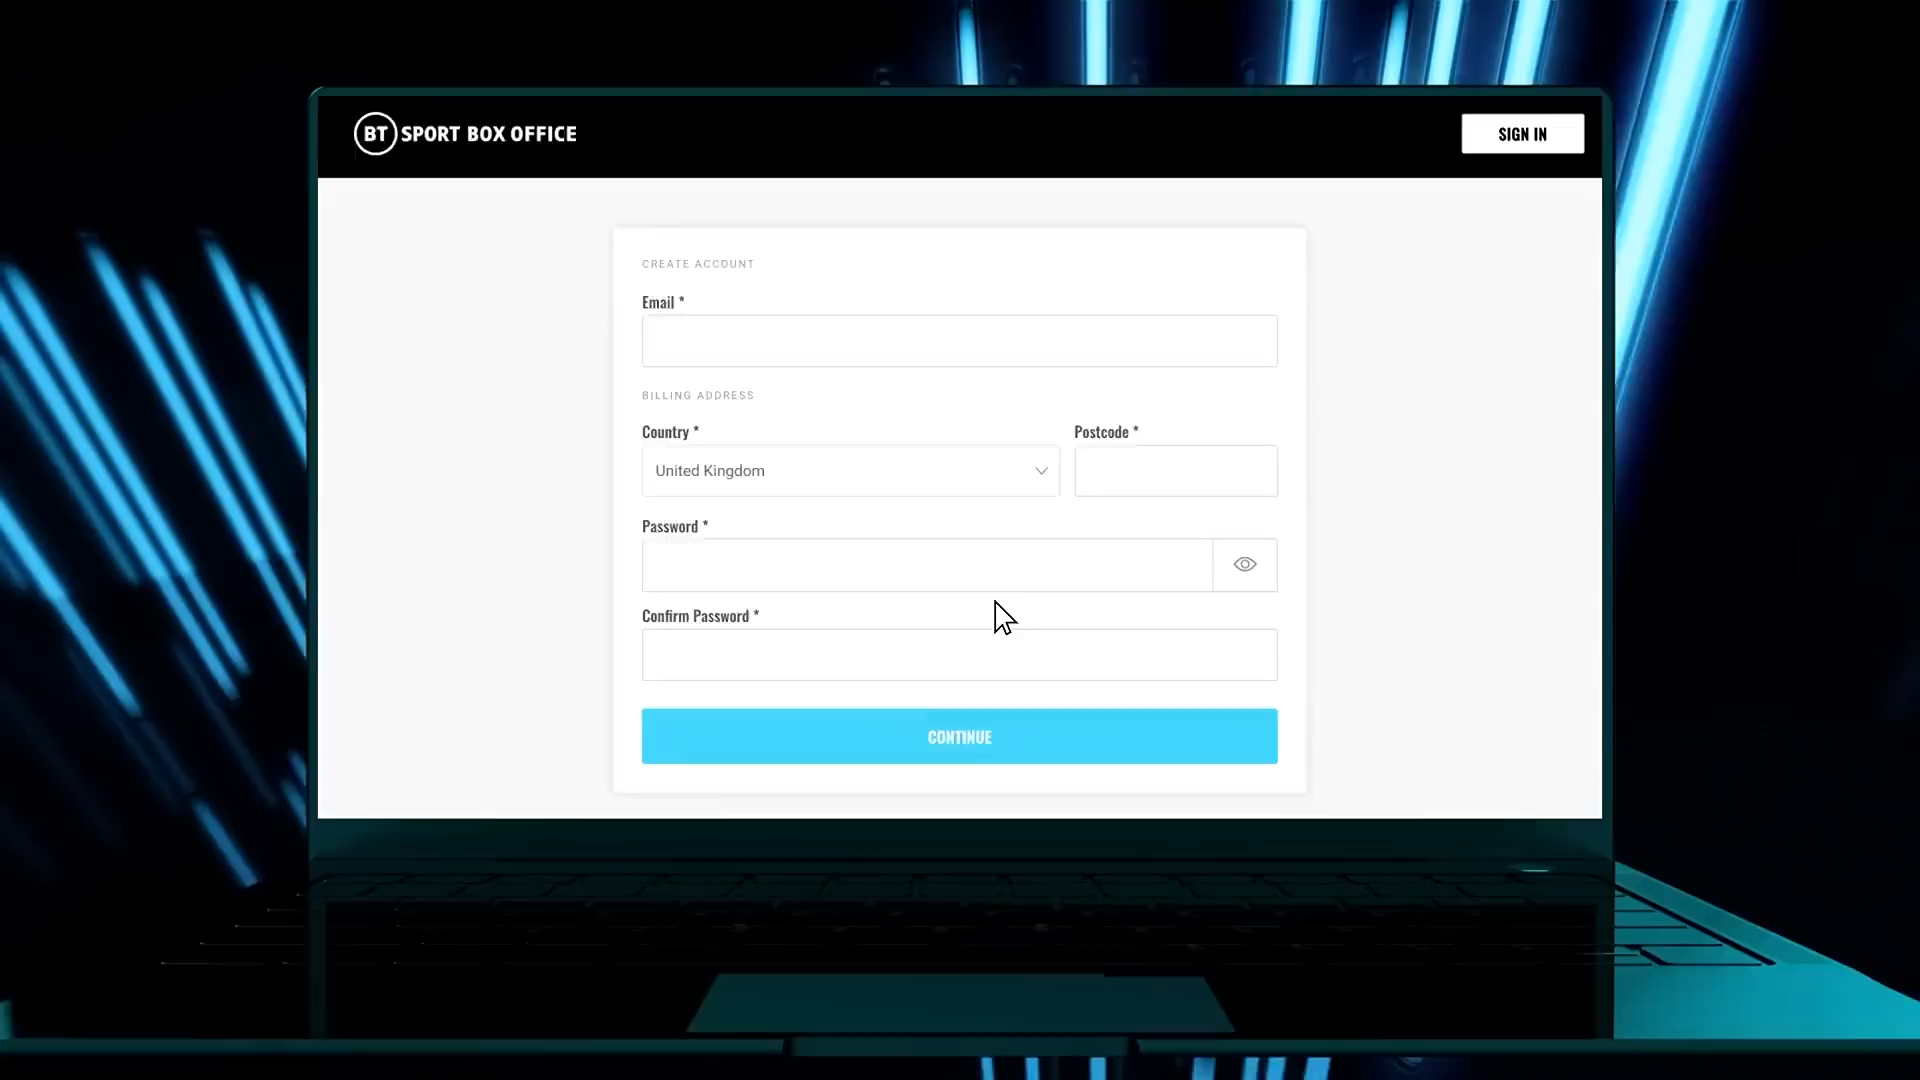 BT SPORT BOX OFFICE
SIGN IN
CREATE ACCOUNT
Email *
BILLING ADDRESS
Country * Postcode *
United Kingdom
Password *
Confirm Password *
CONTINUE